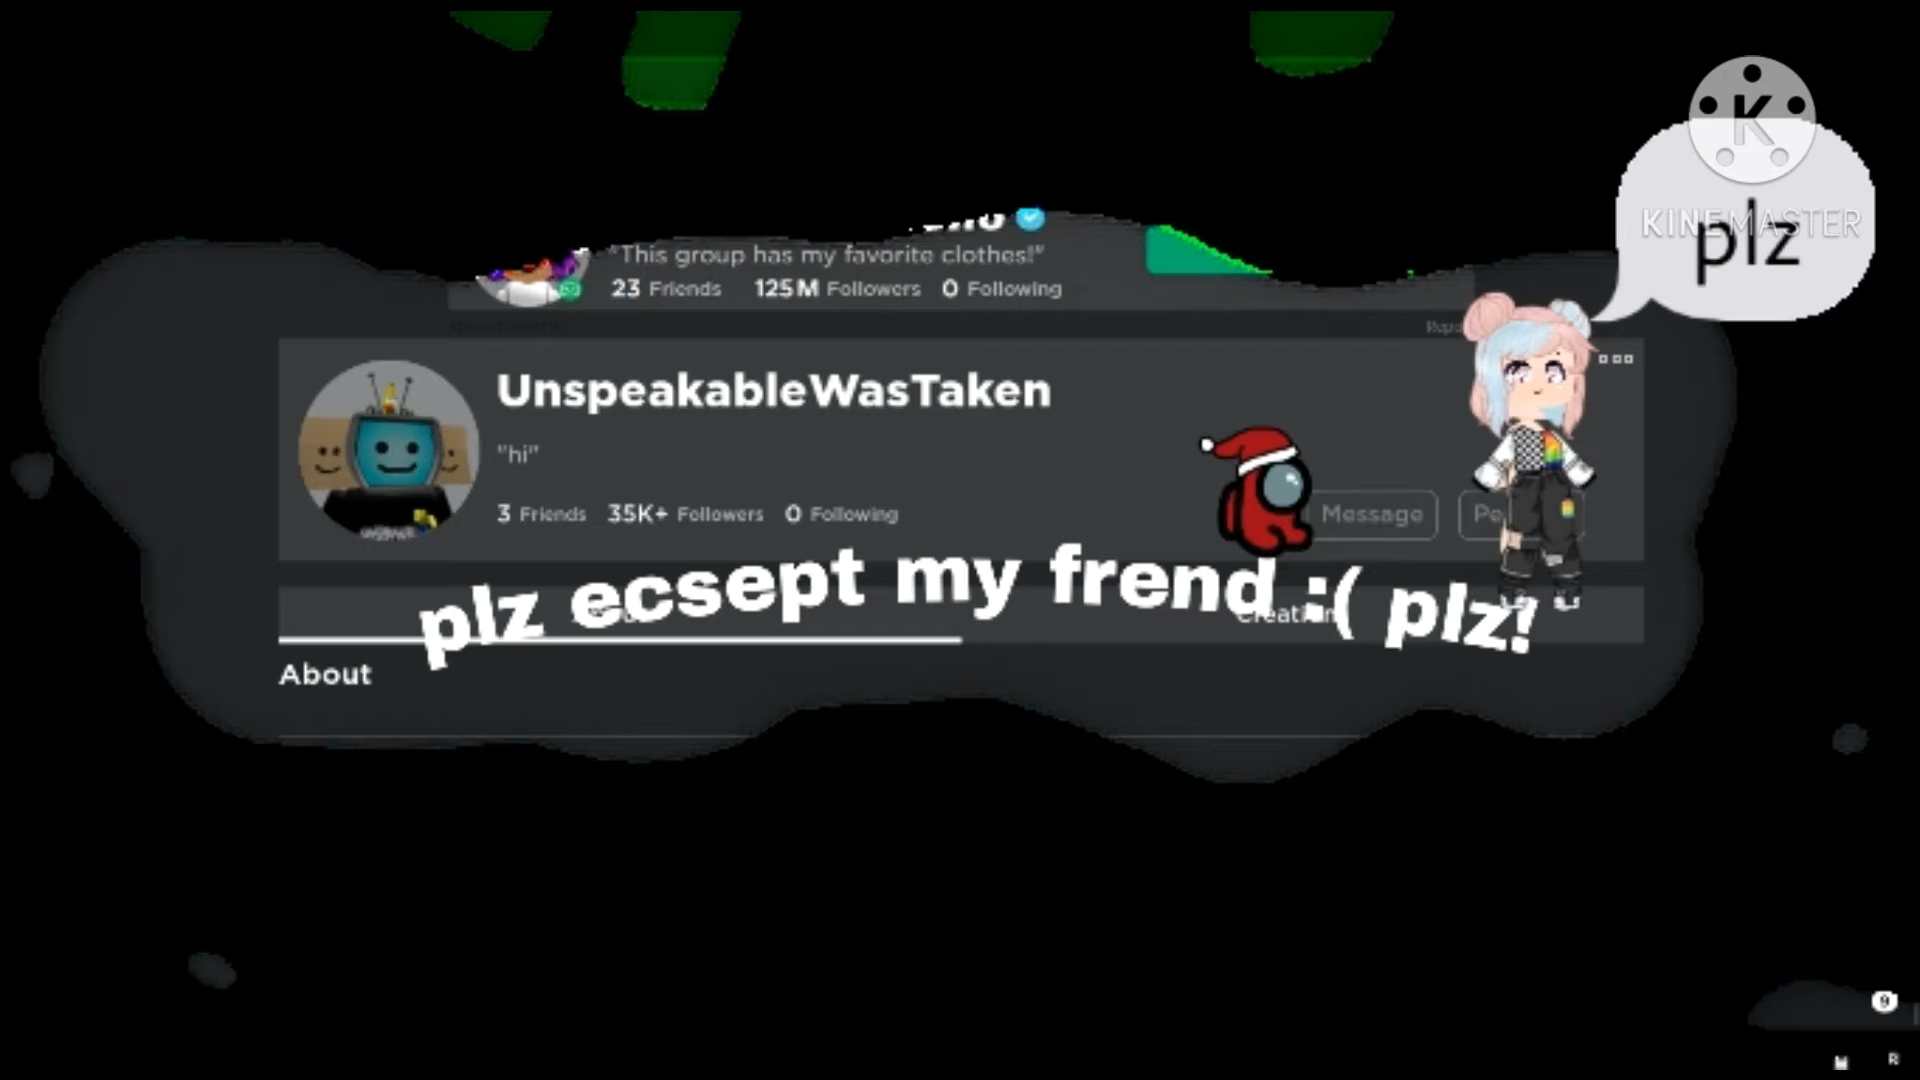 K
KINEMASTER
plz
"This group has my favorite clothes!"
23 Friends 125M Followers 0 Following
UnspeakableWasTaken
"hi"
3 Friends 35K+ Followers 0 Following
Message
plz ecsept my frend :( plz!
About
9
R